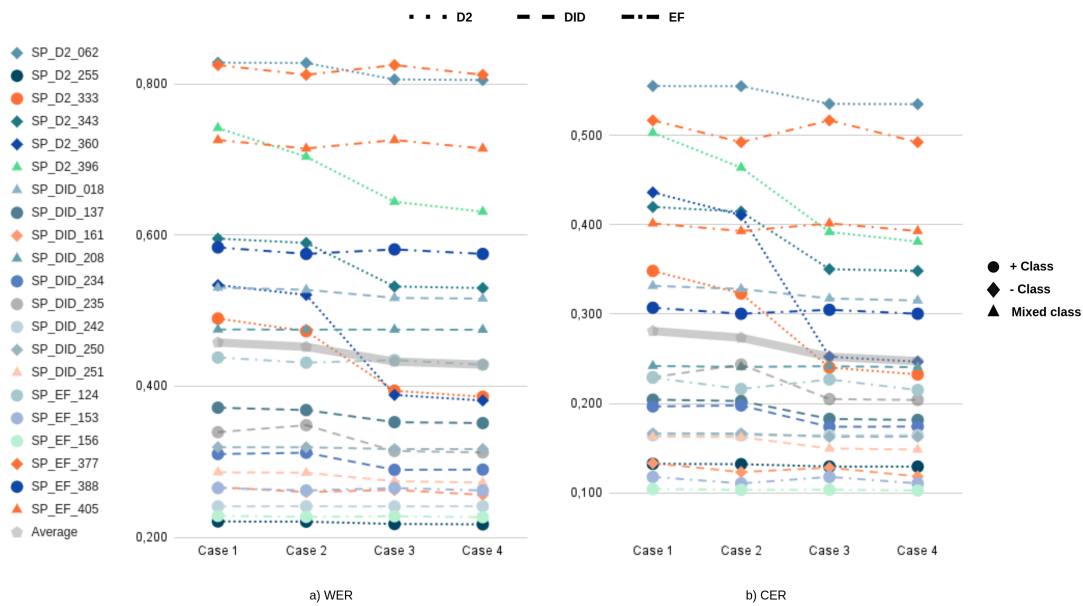 D2 DID EF
SP_D2_062
SP_D2_255
SP_D2_333
SP_D2_343
SP_D2_360
SP_D2_396
SP_DID_018
SP_DID_137
SP_DID_161
SP_DID_208
SP_DID_234
SP_DID_235
SP_DID_242
SP_DID_250
SP_DID_251
SP_EF_124
SP_EF_153
SP_EF_156
SP_EF_377
SP_EF_388
SP_EF_405
Average
0,800
0,600
0,400
0,200
Case 1 Case 2 Case 3 Case 4
a) WER
0,500
0,400
0,300
0,200
0,100
Case 1 Case 2 Case 3 Case 4
b) CER
+ Class
- Class
Mixed class